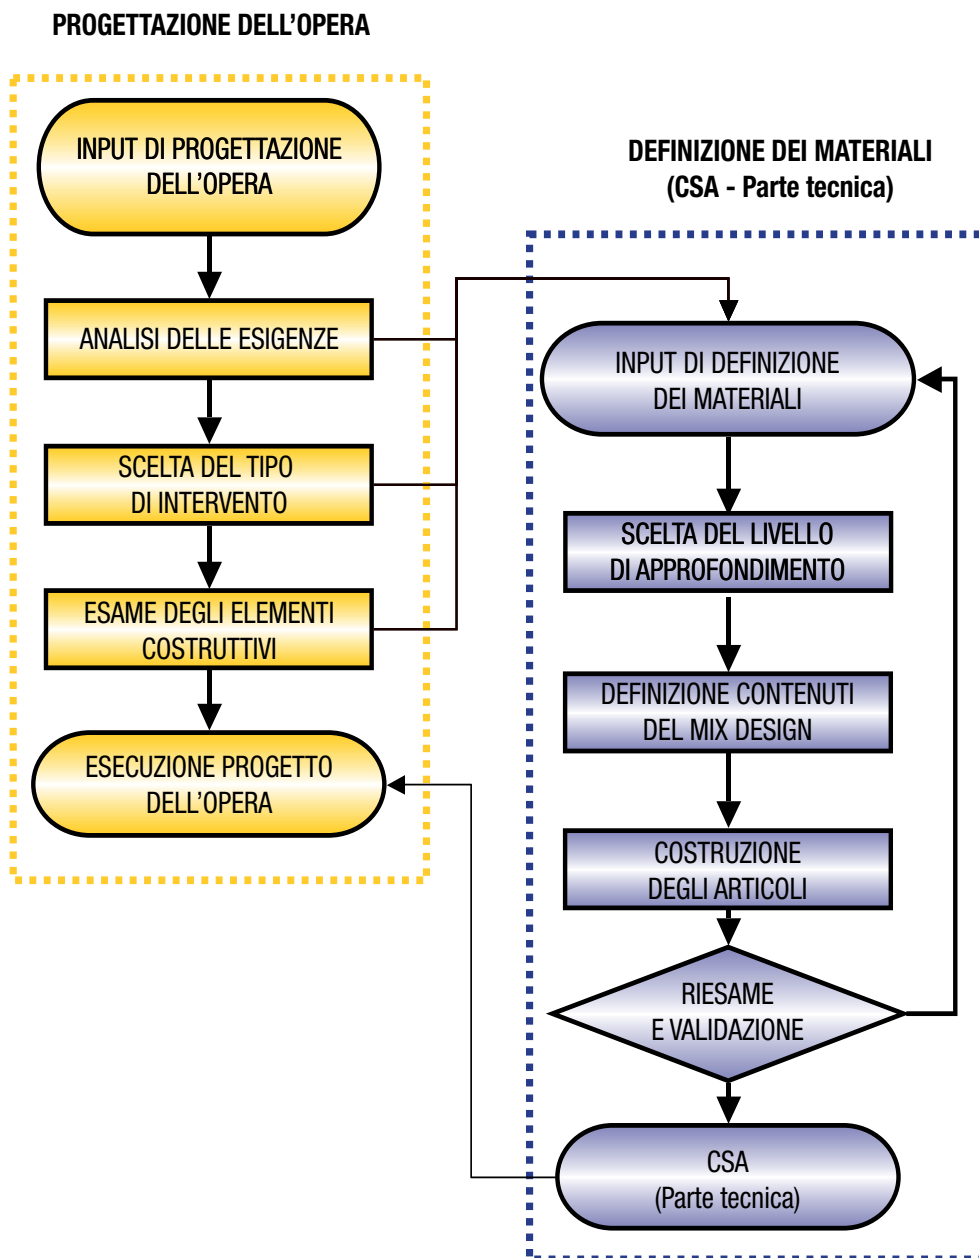 PROGETTAZIONE DELL'OPERA
INPUT DI PROGETTAZIONE
DELL'OPERA
ANALISI DELLE ESIGENZE
SCELTA DEL TIPO
DI INTERVENTO
ESAME DEGLI ELEMENTI
COSTRUTTIVI
ESECUZIONE PROGETTO
DELL'OPERA
DEFINIZIONE DEI MATERIALI
(CSA - Parte tecnica)
INPUT DI DEFINIZIONE
DEI MATERIALI
SCELTA DEL LIVELLO
DI APPROFONDIMENTO
DEFINIZIONE CONTENUTI
DEL MIX DESIGN
COSTRUZIONE
DEGLI ARTICOLI
RIESAME
E VALIDAZIONE
CSA
(Parte tecnica)